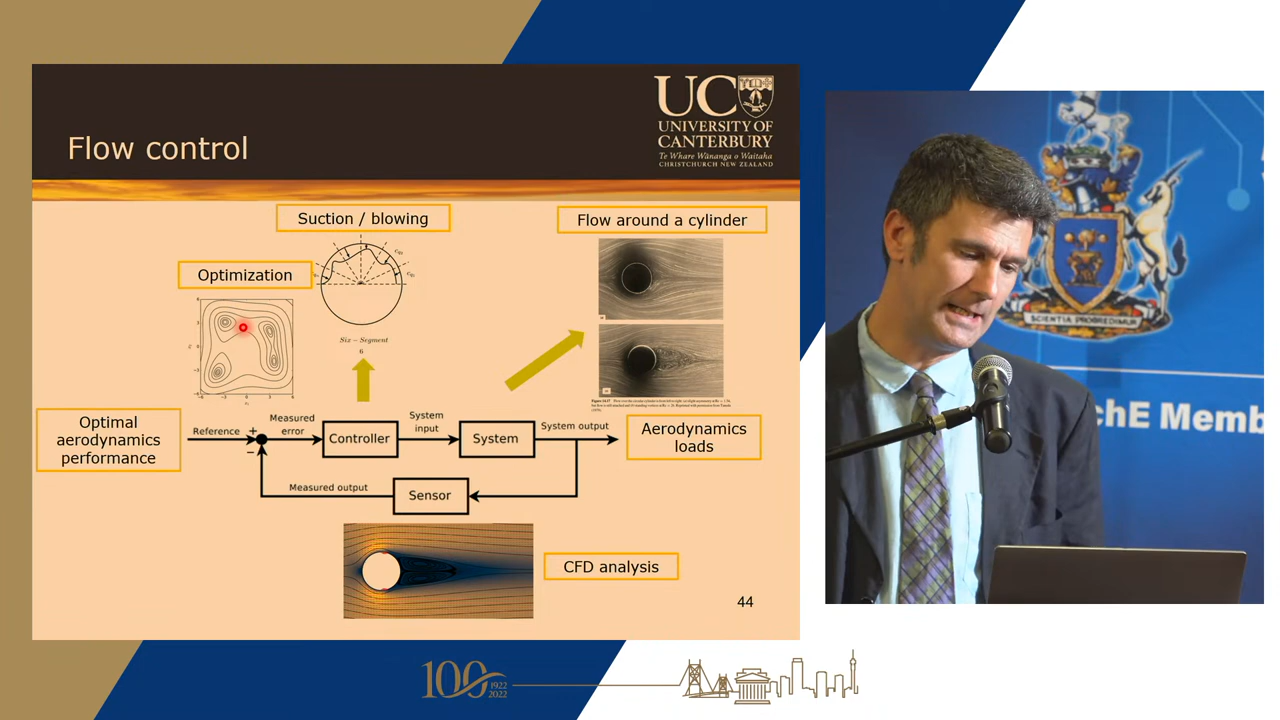 Flow control
UC
UNIVERSITY OF
CANTERBURY
Te Whare Wānanga o Waitaha
CHRISTCHURCH NEW ZEALAND
Suction / blowing
Flow around a cylinder
Optimization
Six – Segment
6
Optimal
aerodynamics
performance
Reference
+
−
Measured
error
Controller
System
input
System
System output
Aerodynamics
loads
Measured output
Sensor
CFD analysis
44
SCIENTIA PROGREDIMUR
chE Memb
100 1922
2022